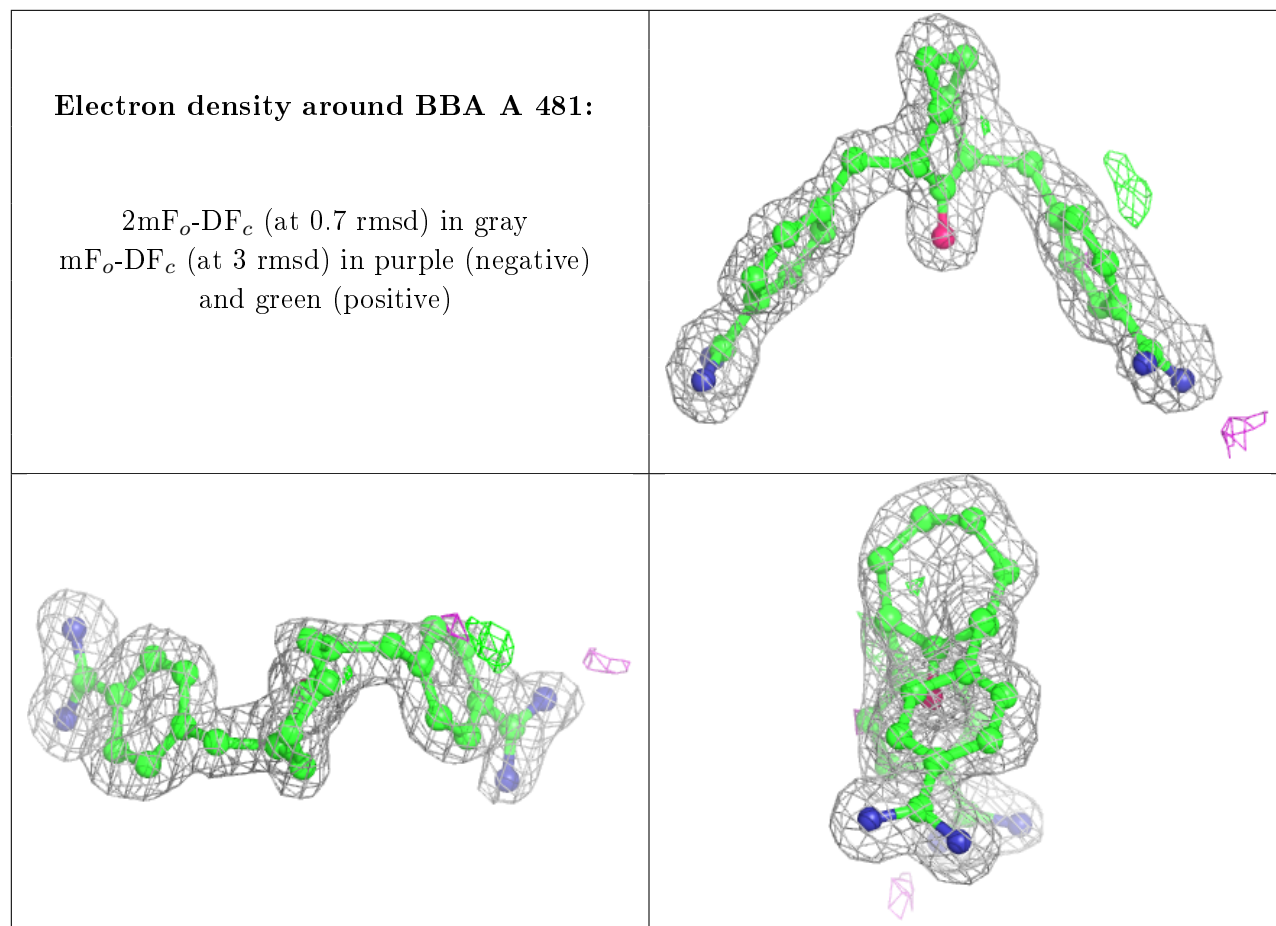 Electron density around BBA A 481:
2mFo-DFc (at 0.7 rmsd) in gray
mFo-DFc (at 3 rmsd) in purple (negative)
and green (positive)